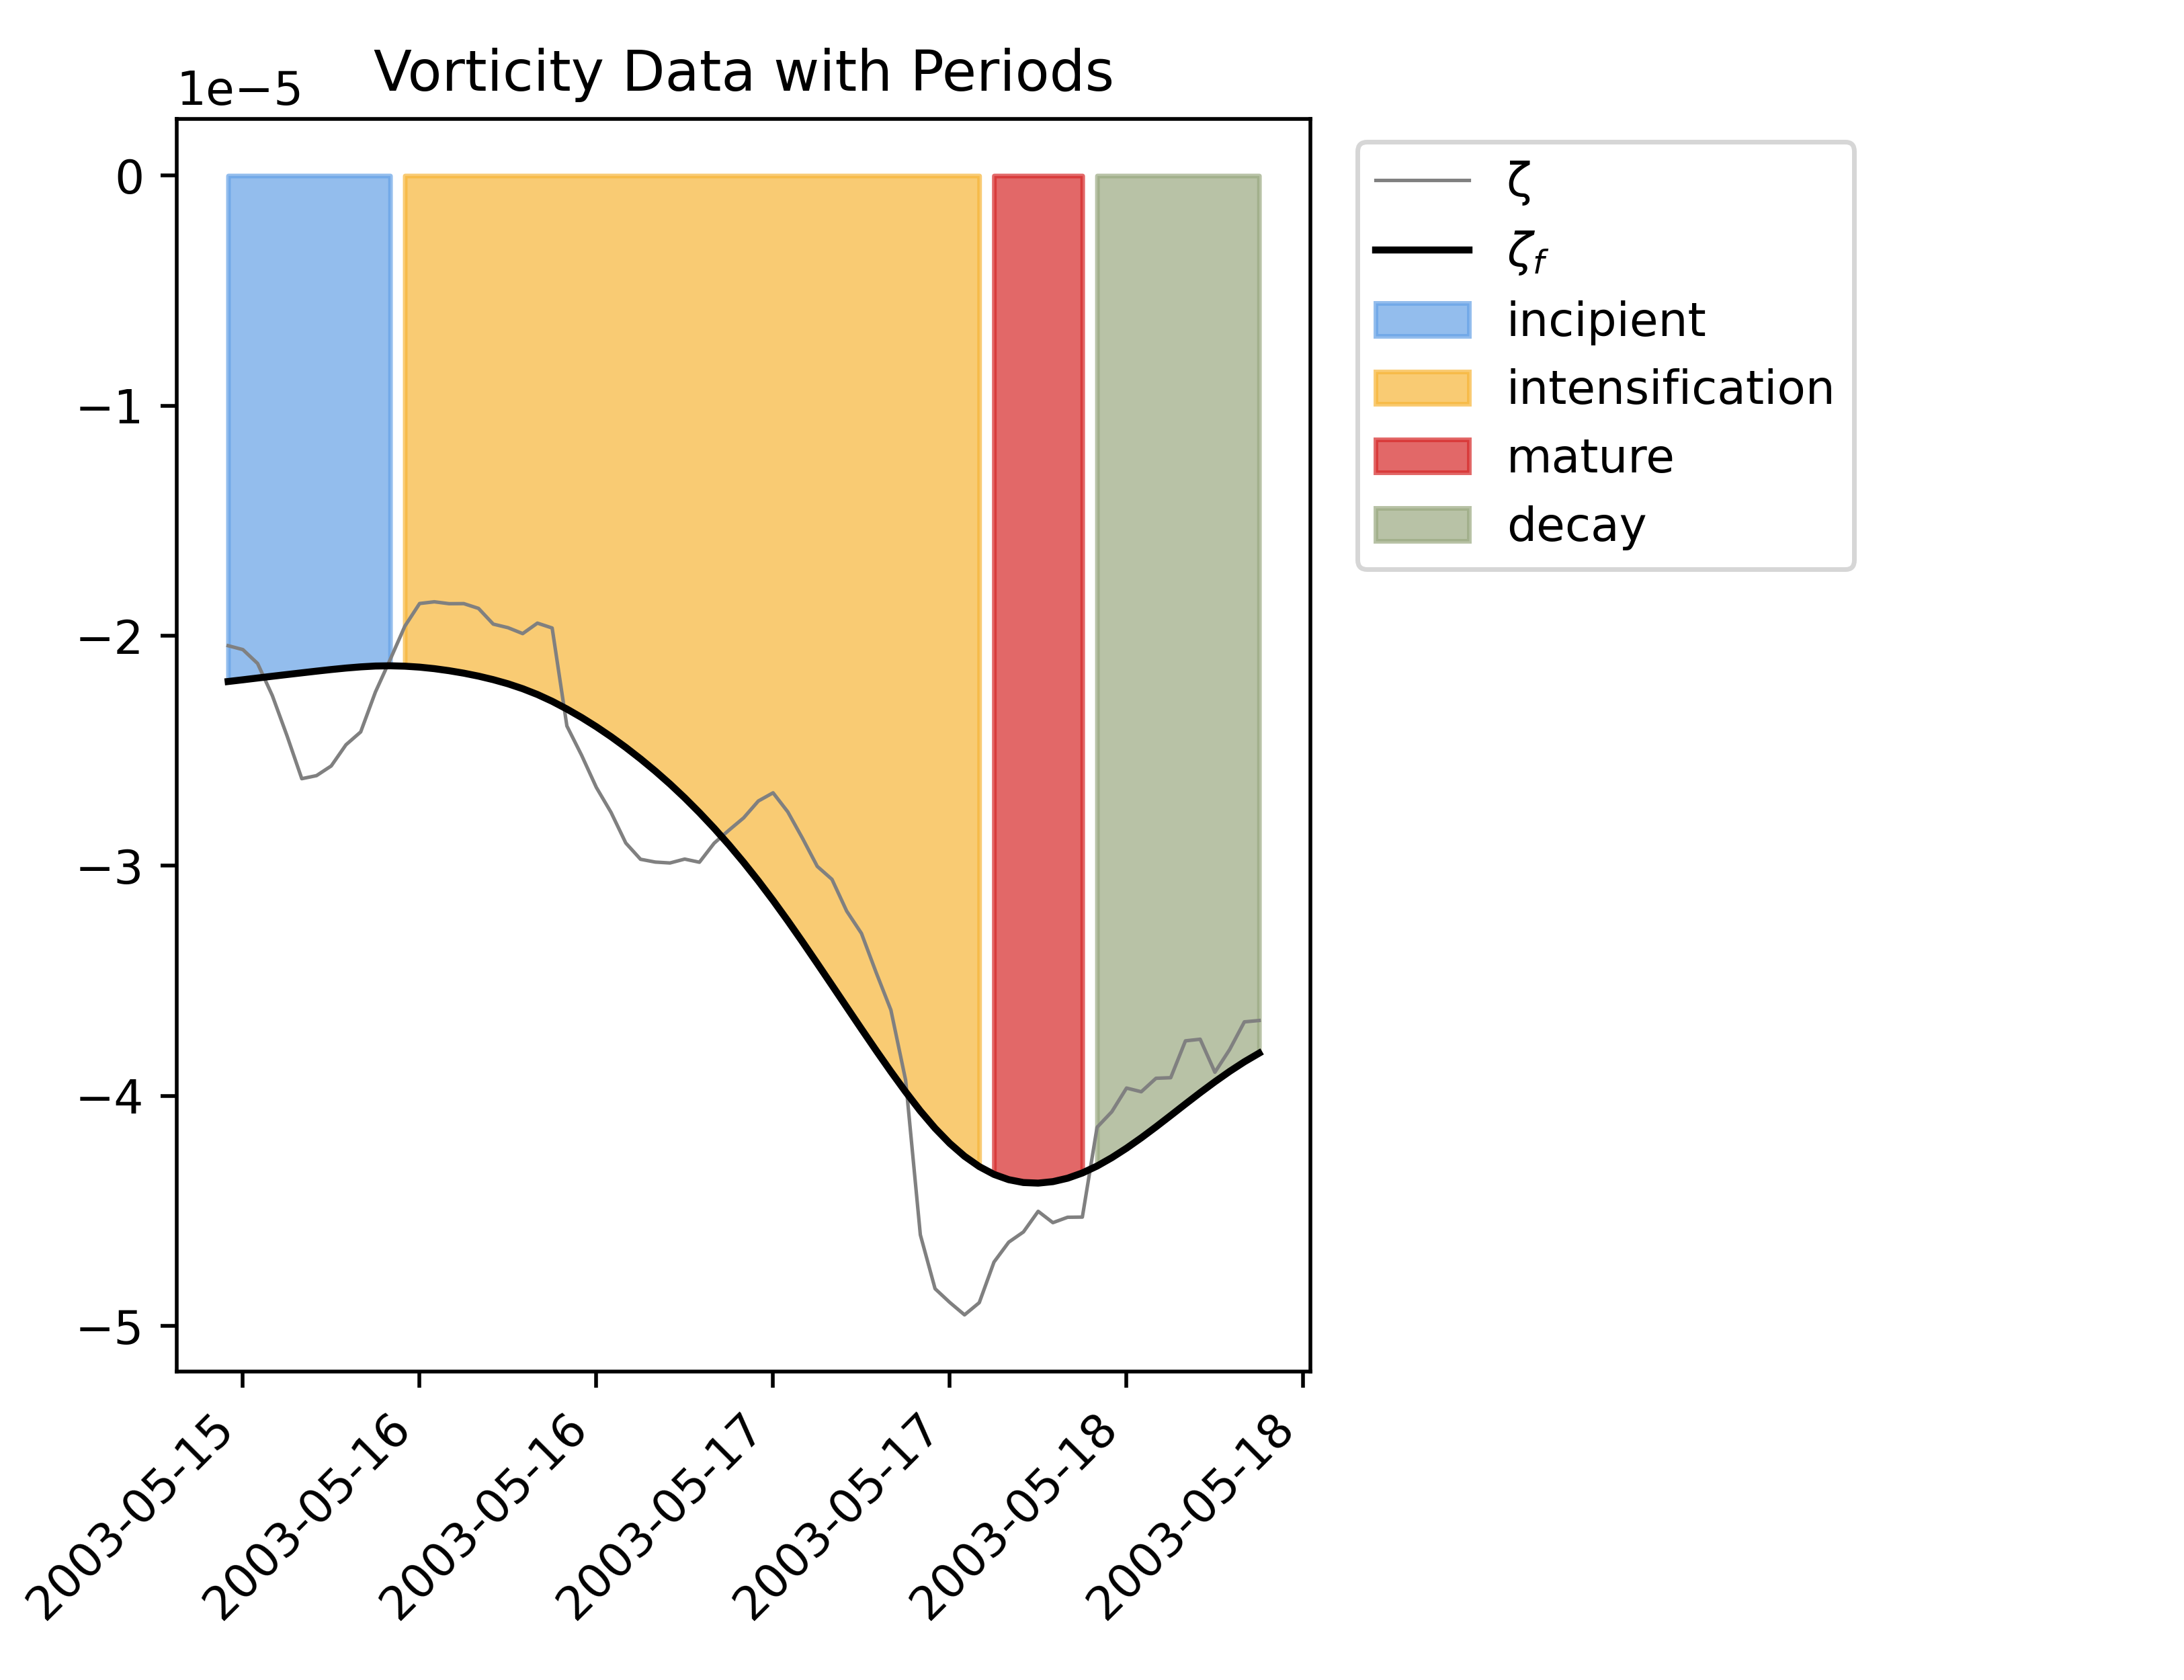 Vorticity Data with Periods
1e−5
0
−1
−2
−3
−4
−5
2003-05-15
2003-05-16
2003-05-16
2003-05-17
2003-05-17
2003-05-18
2003-05-18
ζ
ζf
incipient
intensification
mature
decay